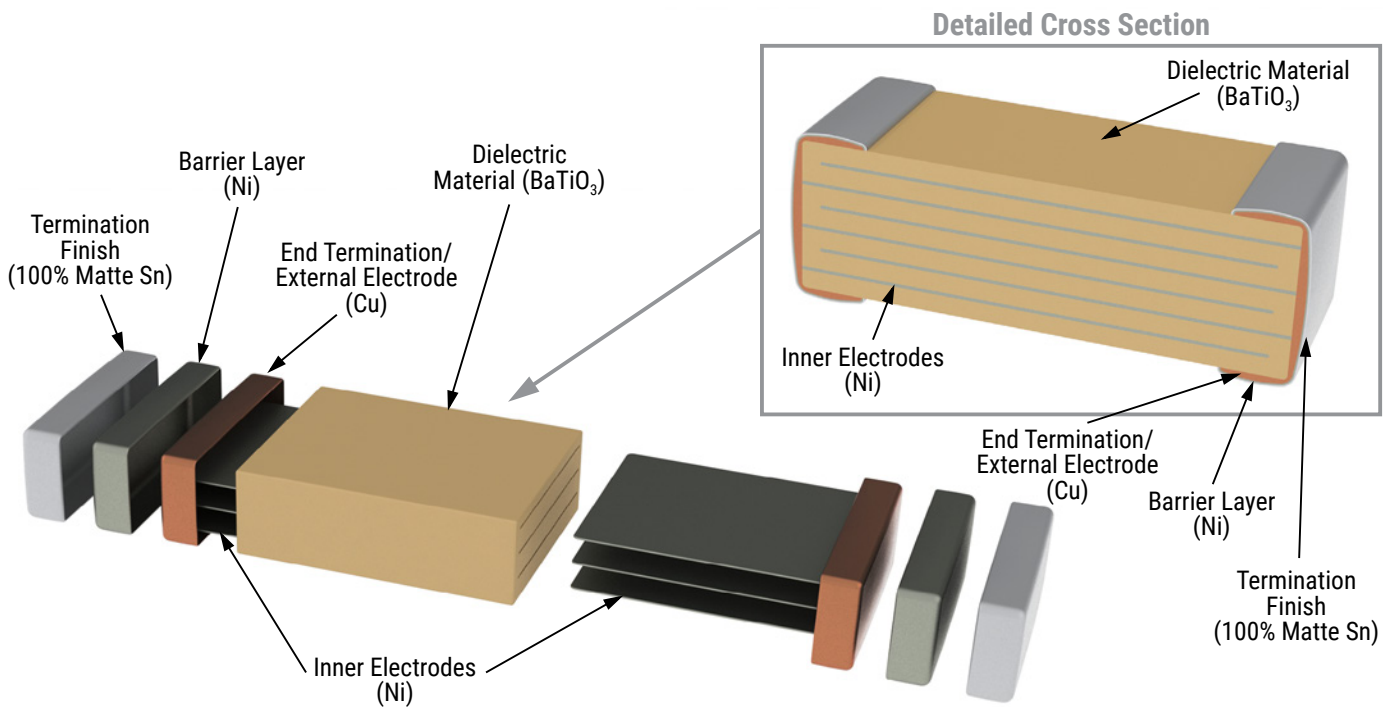 Detailed Cross Section
Dielectric Material
(BaTiO₃)
Inner Electrodes
(Ni)
End Termination/
External Electrode
(Cu)
Barrier Layer
(Ni)
Termination
Finish
(100% Matte Sn)
Termination
Finish
(100% Matte Sn)
Barrier Layer
(Ni)
End Termination/
External Electrode
(Cu)
Dielectric
Material (BaTiO₃)
Inner Electrodes
(Ni)